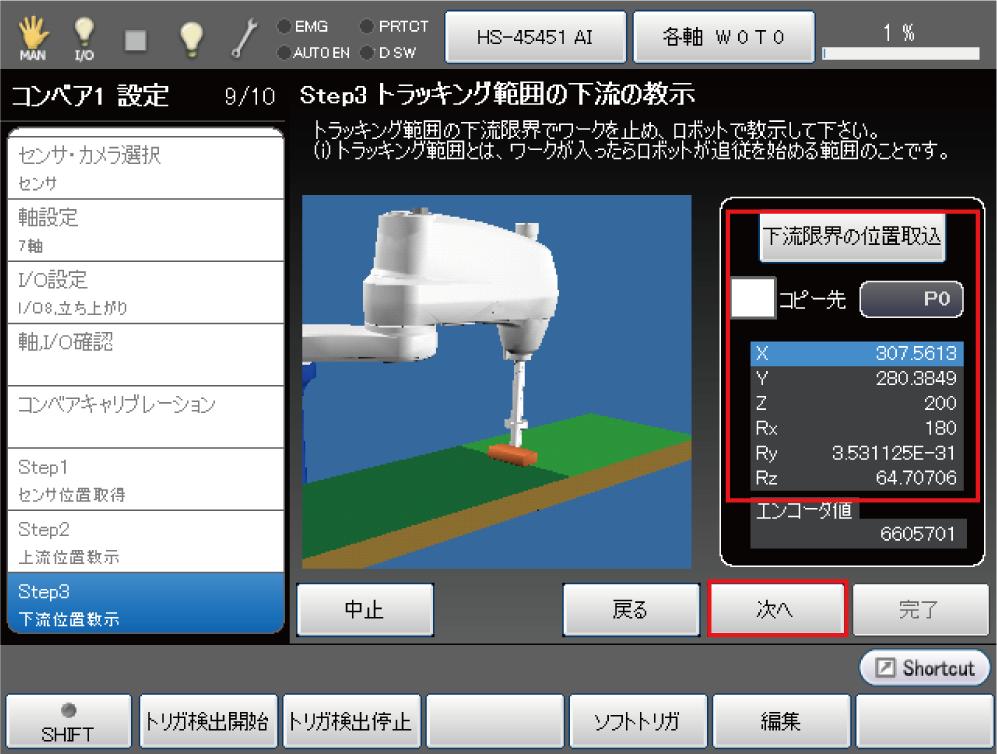 MAN
I/O
EMG
PRTCT
AUTO EN
D SW
HS-45451 AI
各軸 W0T0
1 %
コンベア1 設定
9/10
Step3 トラッキング範囲の下流の教示
トラッキング範囲の下流限界でワークを止め、ロボットで教示して下さい。
(i)トラッキング範囲とは、ワークが入ったらロボットが追従を始める範囲のことです。
センサ・カメラ選択
センサ
軸設定
7軸
I/O設定
I/O8,立ち上がり
軸,I/O確認
コンベアキャリブレーション
Step1
センサ位置取得
Step2
上流位置教示
Step3
下流位置教示
下流限界の位置取込
コピー先
P0
X 307.5613
Y 280.3849
Z 200
Rx 180
Ry 3.531125E-31
Rz 64.70706
エンコーダ値
6605701
中止
戻る
次へ
完了
Shortcut
SHIFT
トリガ検出開始
トリガ検出停止
ソフトトリガ
編集